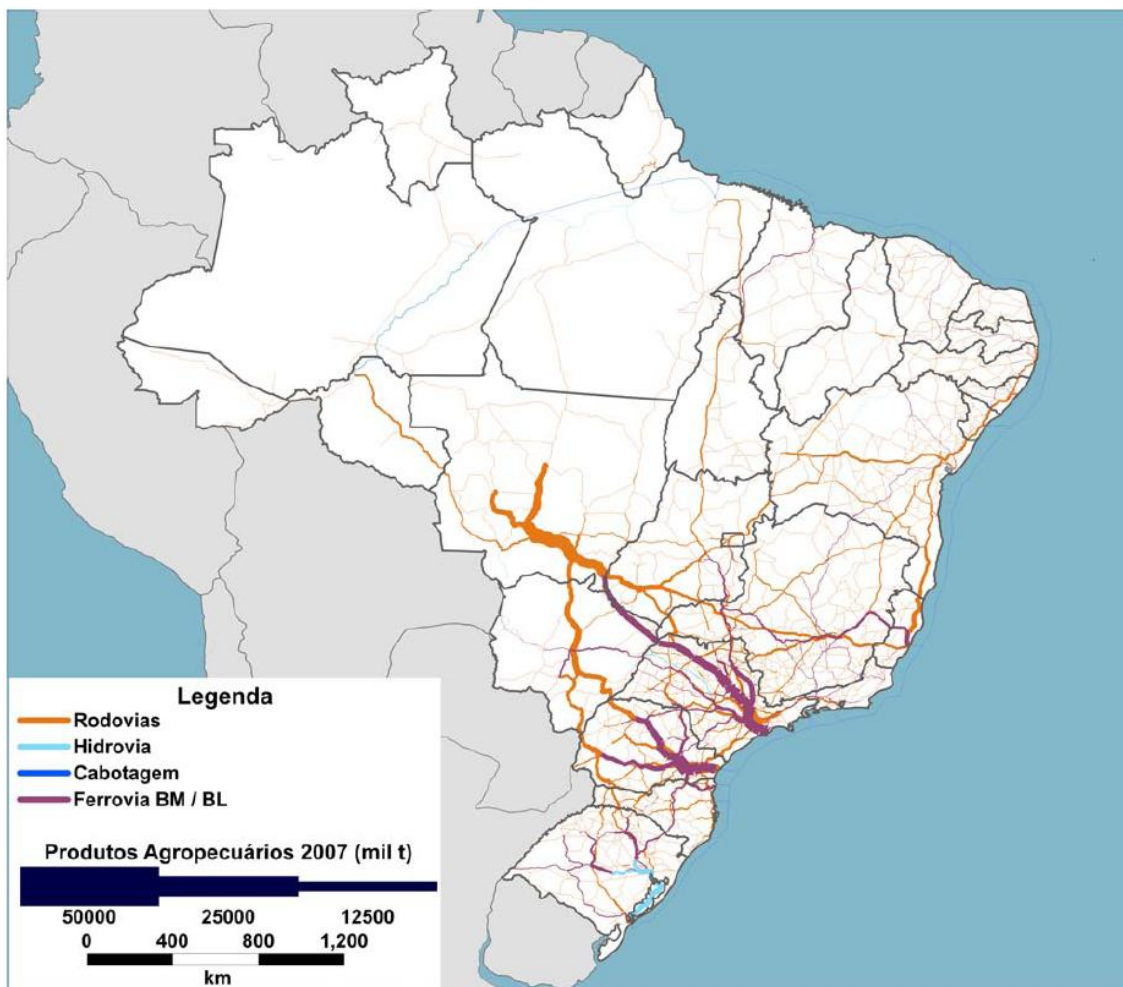 Legenda
Rodovias
Hidrovia
Cabotagem
Ferrovia BM / BL
Produtos Agropecuários 2007 (mil t)
50000 25000 12500
0 400 800 1,200
km